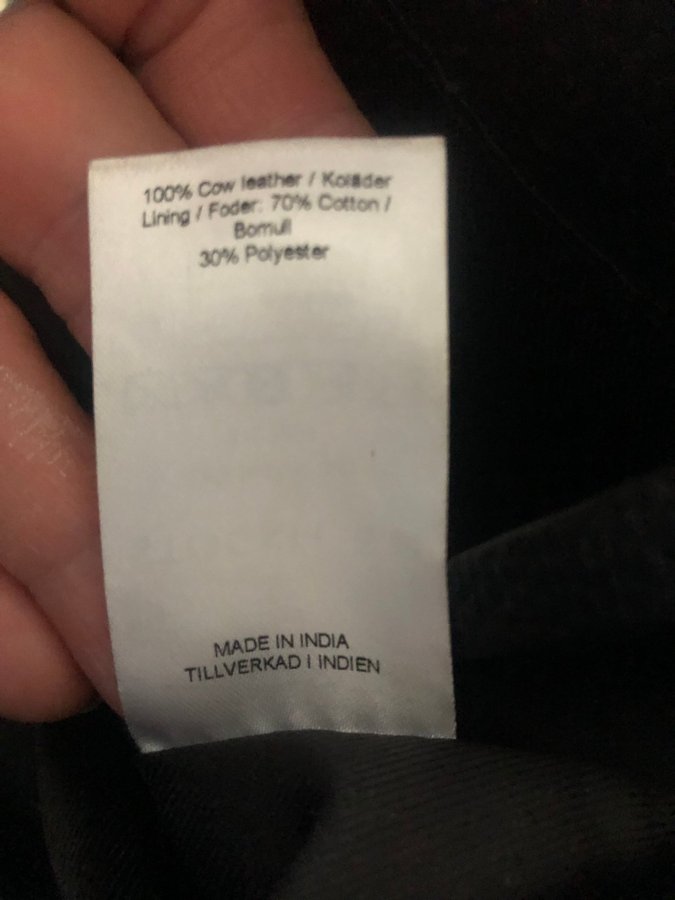 100% Cow leather / Koläder
Lining / Foder: 70% Cotton /
Bomull
30% Polyester
MADE IN INDIA
TILLVERKAD I INDIEN